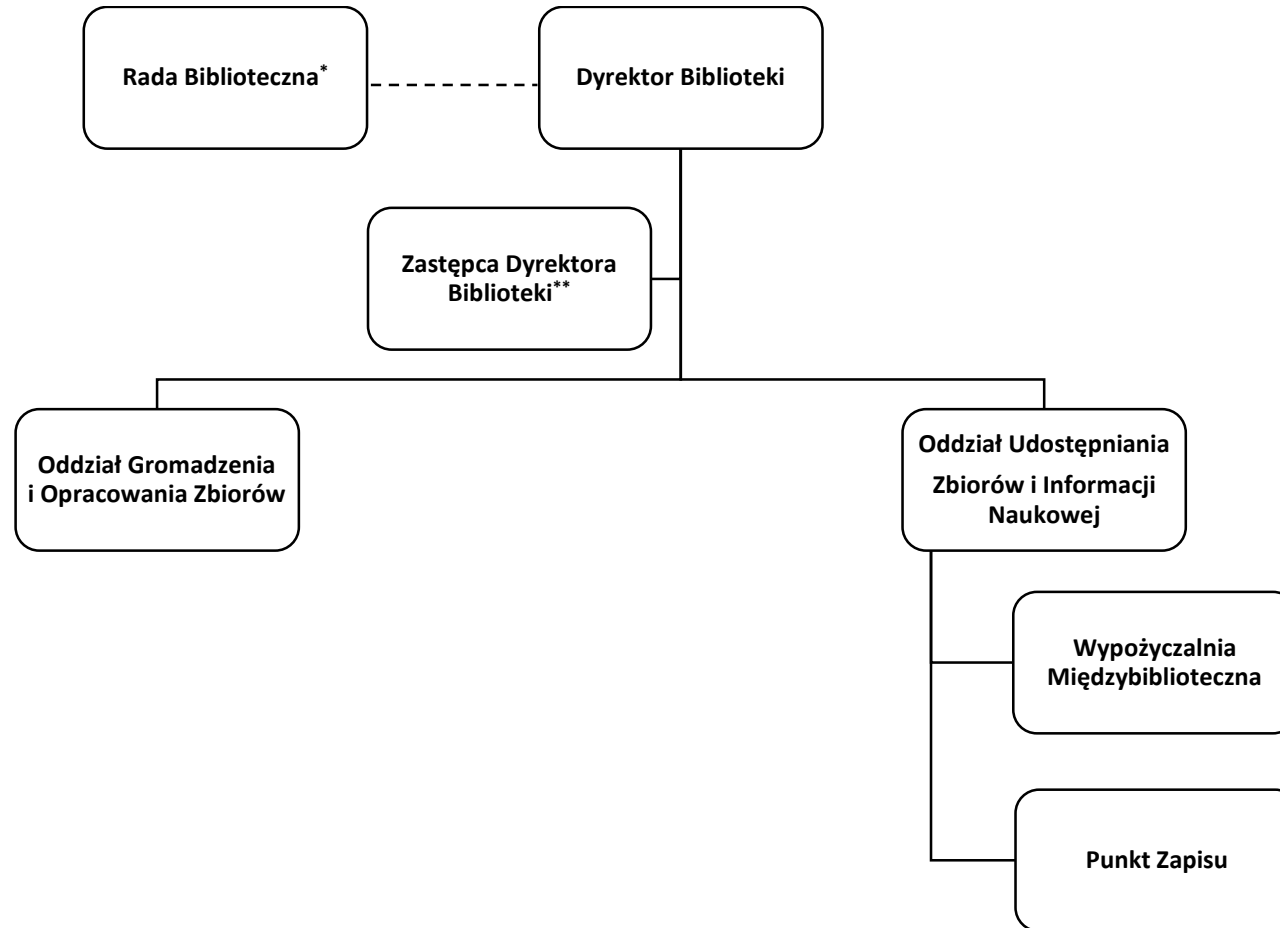 Rada Biblioteczna*
Dyrektor Biblioteki
Zastępca Dyrektora
Biblioteki**
Oddział Gromadzenia
i Opracowania Zbiorów
Oddział Udostępniania
Zbiorów i Informacji
Naukowej
Wypożyczalnia
Międzybiblioteczna
Punkt Zapisu